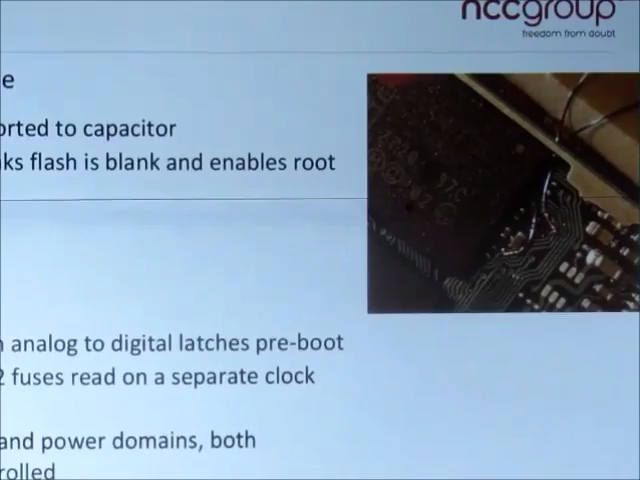 nccgroup
freedom from doubt
e
orted to capacitor
ks flash is blank and enables root
n analog to digital latches pre-boot
2 fuses read on a separate clock
and power domains, both
rolled